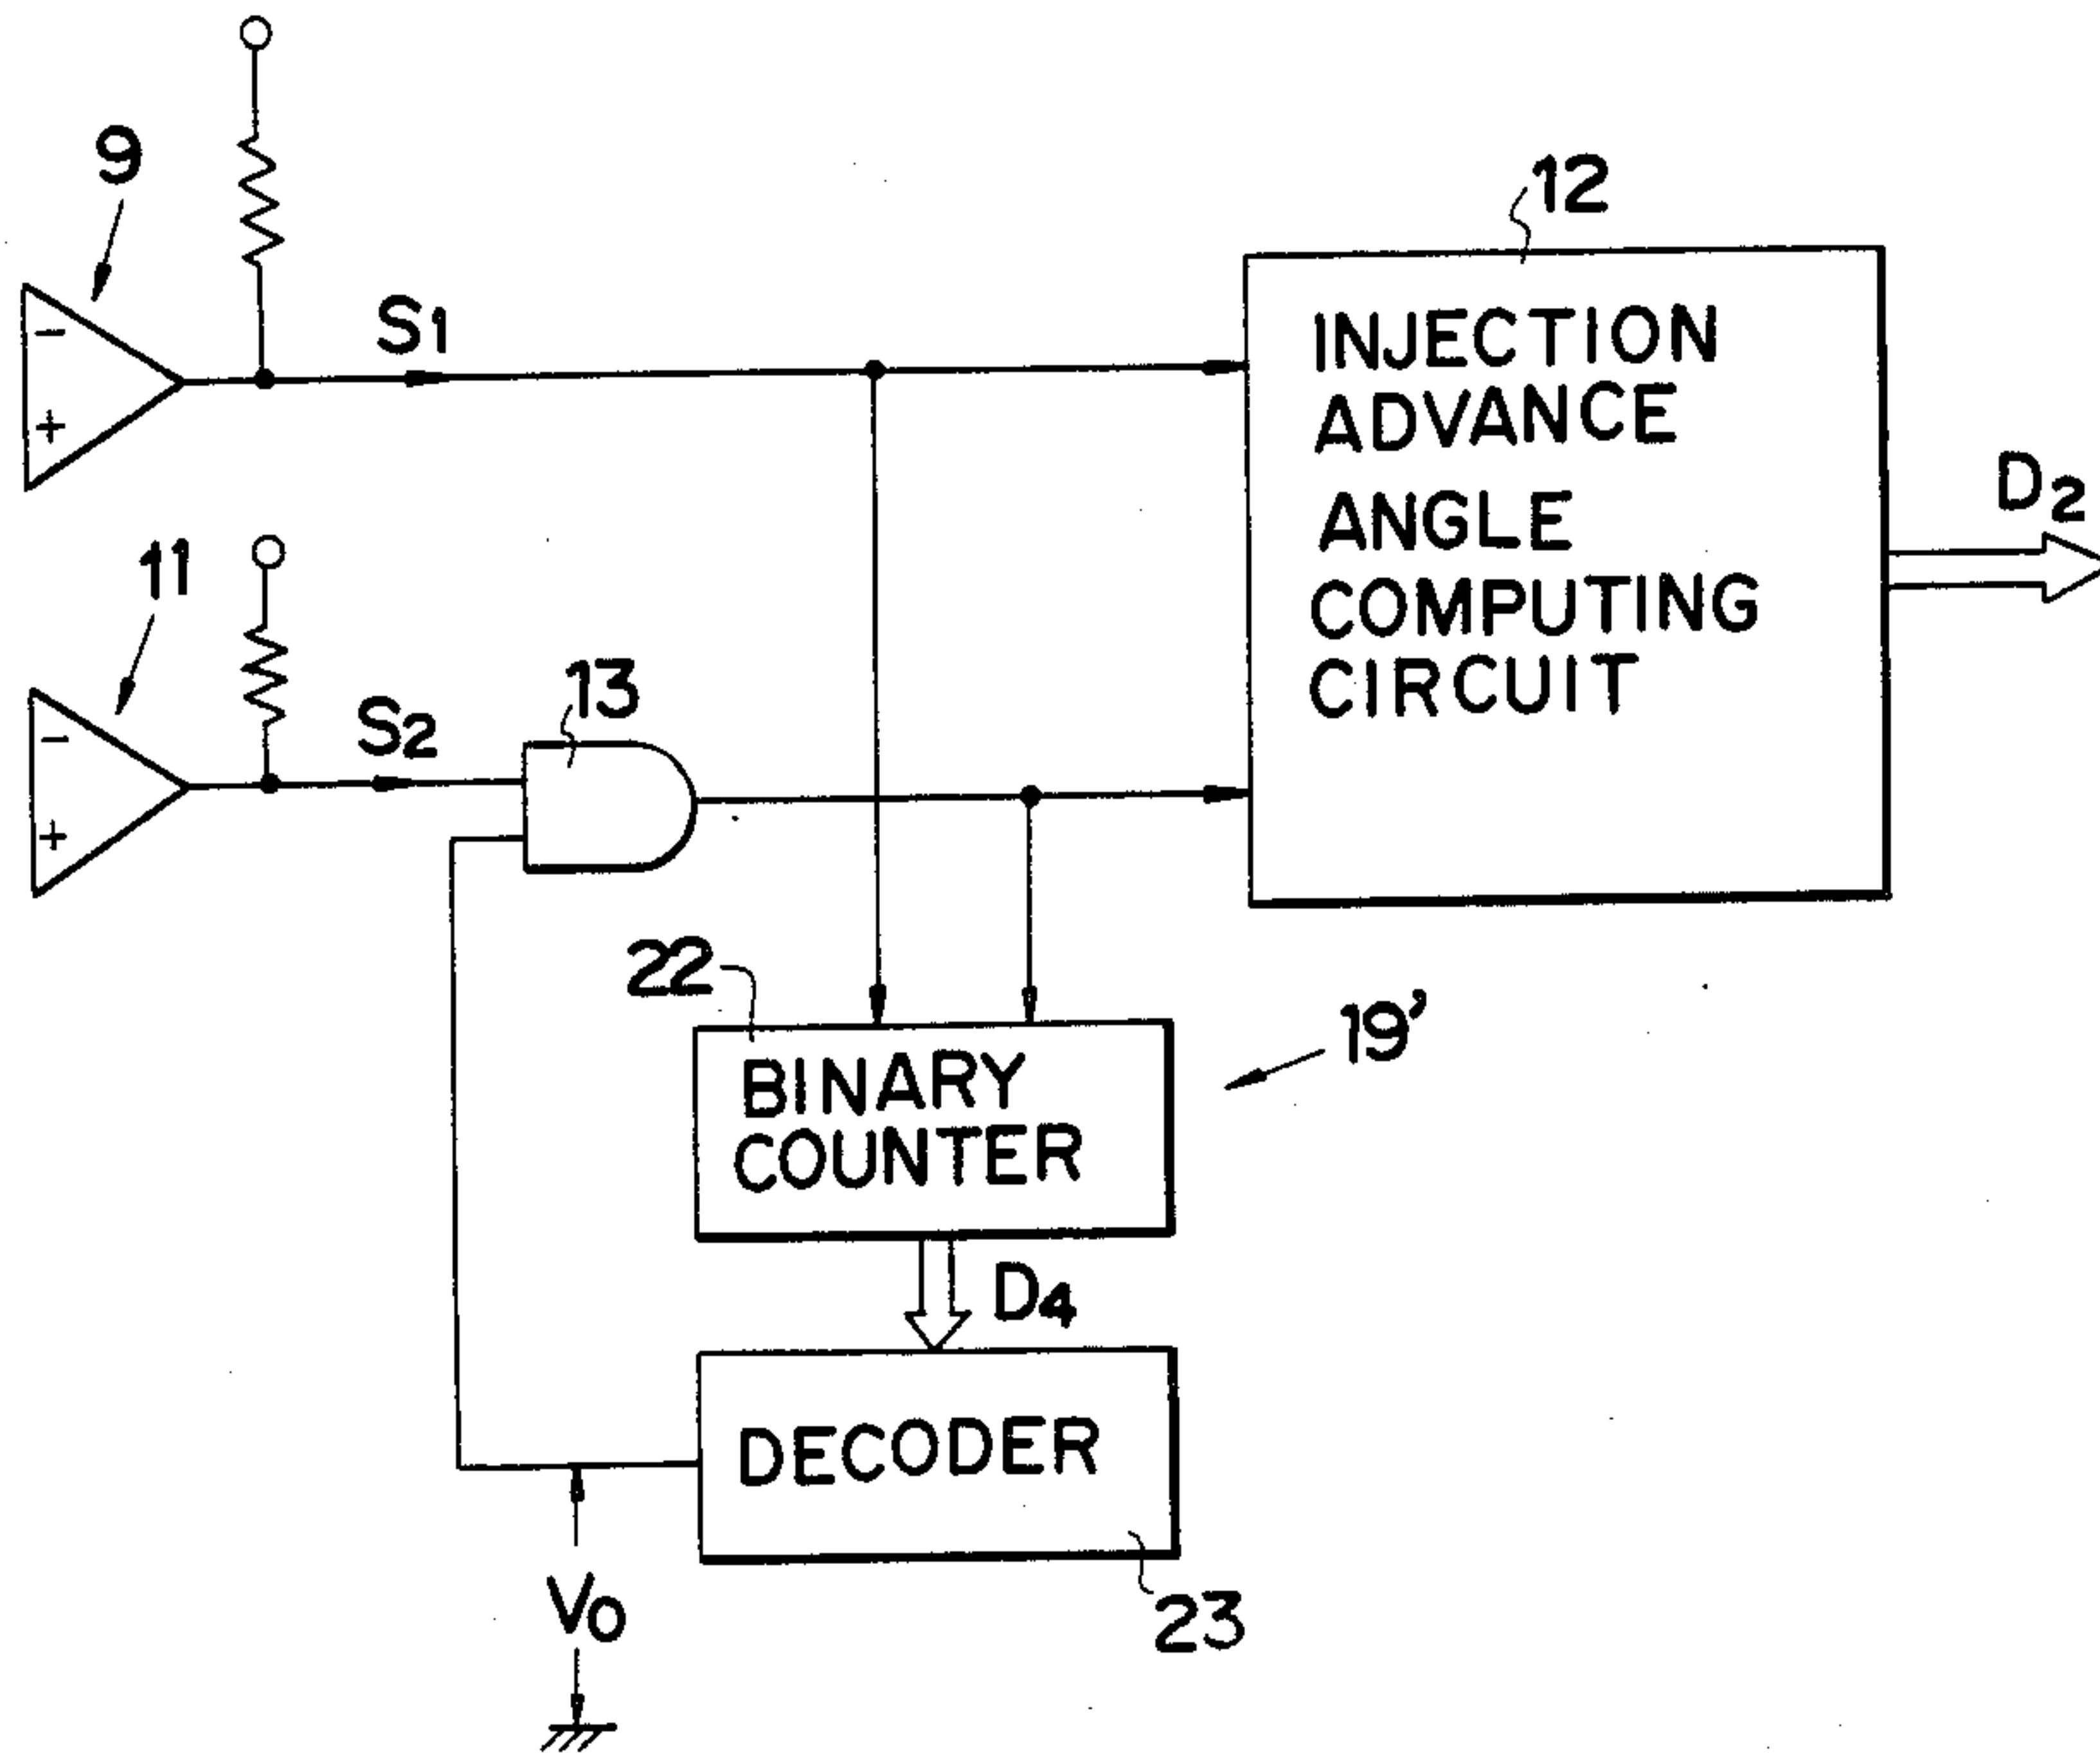 9
12
S1
INJECTION
ADVANCE
ANGLE
COMPUTING
CIRCUIT
D2
11
13
S2
-
+
-
+
22
BINARY
COUNTER
19'
D4
DECODER
23
Vo